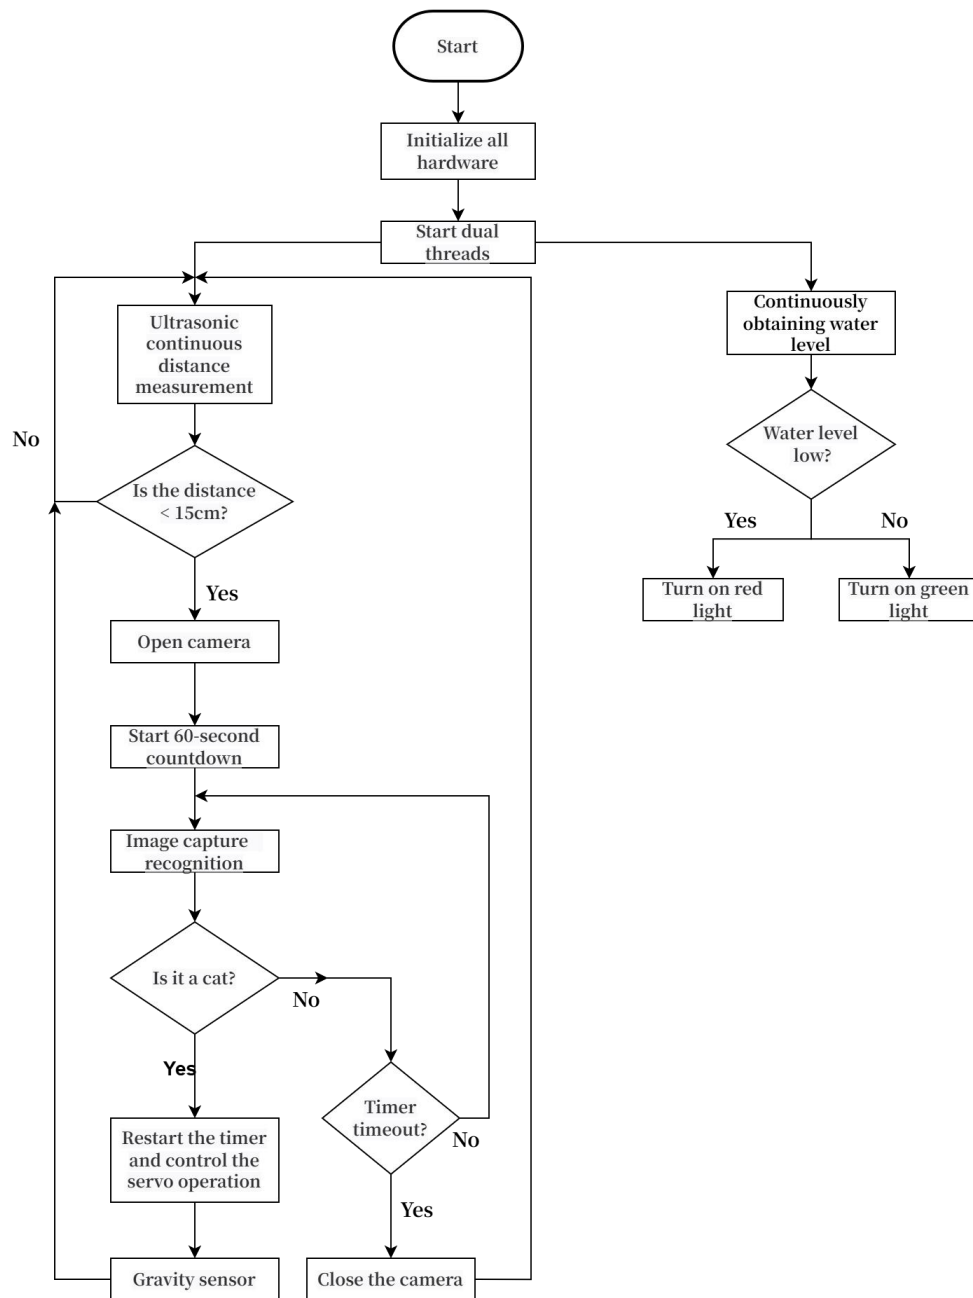 Start
Initialize all
hardware
Start dual
threads
Ultrasonic
continuous
distance
measurement
Continuously
obtaining water
level
No
Water level
low?
Is the distance
< 15cm?
Yes
No
Yes
Turn on red
light
Turn on green
light
Open camera
Start 60-second
countdown
Image capture
recognition
Is it a cat?
No
Yes
Timer
timeout?
No
Restart the timer
and control the
servo operation
Yes
Gravity sensor
Close the camera